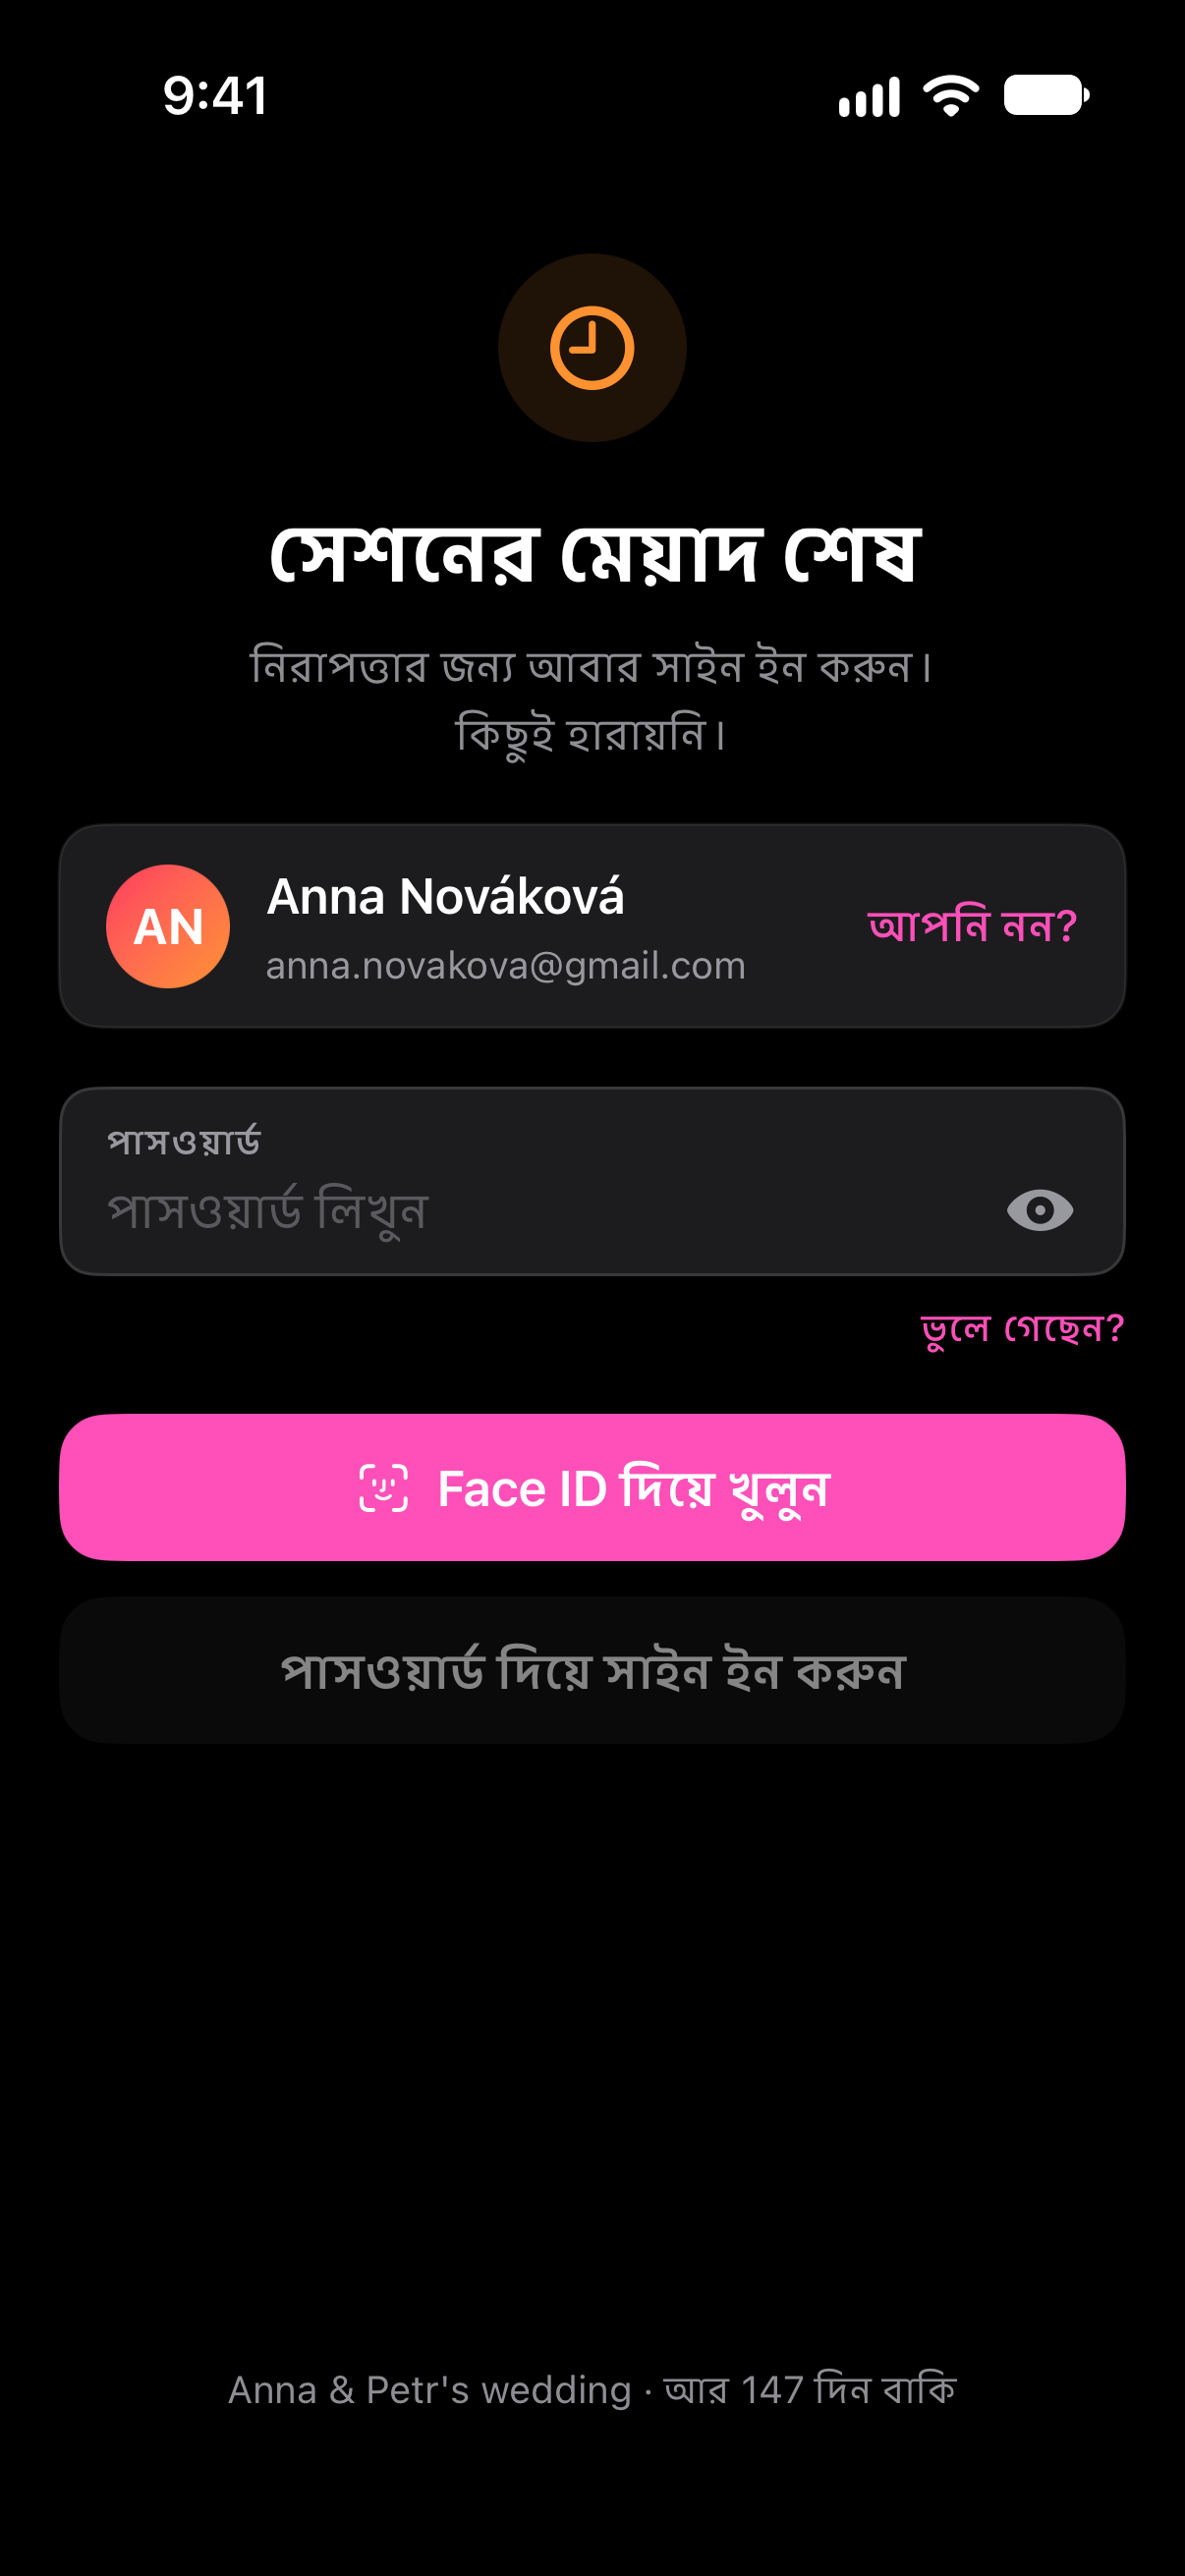 9:41
সেশনের মেয়াদ শেষ
নিরাপত্তার জন্য আবার সাইন ইন করুন।
কিছুই হারায়নি।
AN
Anna Nováková
anna.novakova@gmail.com
আপনি নন?
পাসওয়ার্ড
পাসওয়ার্ড লিখুন
ভুলে গেছেন?
Face ID দিয়ে খুলুন
পাসওয়ার্ড দিয়ে সাইন ইন করুন
Anna & Petr's wedding · আর 147 দিন বাকি